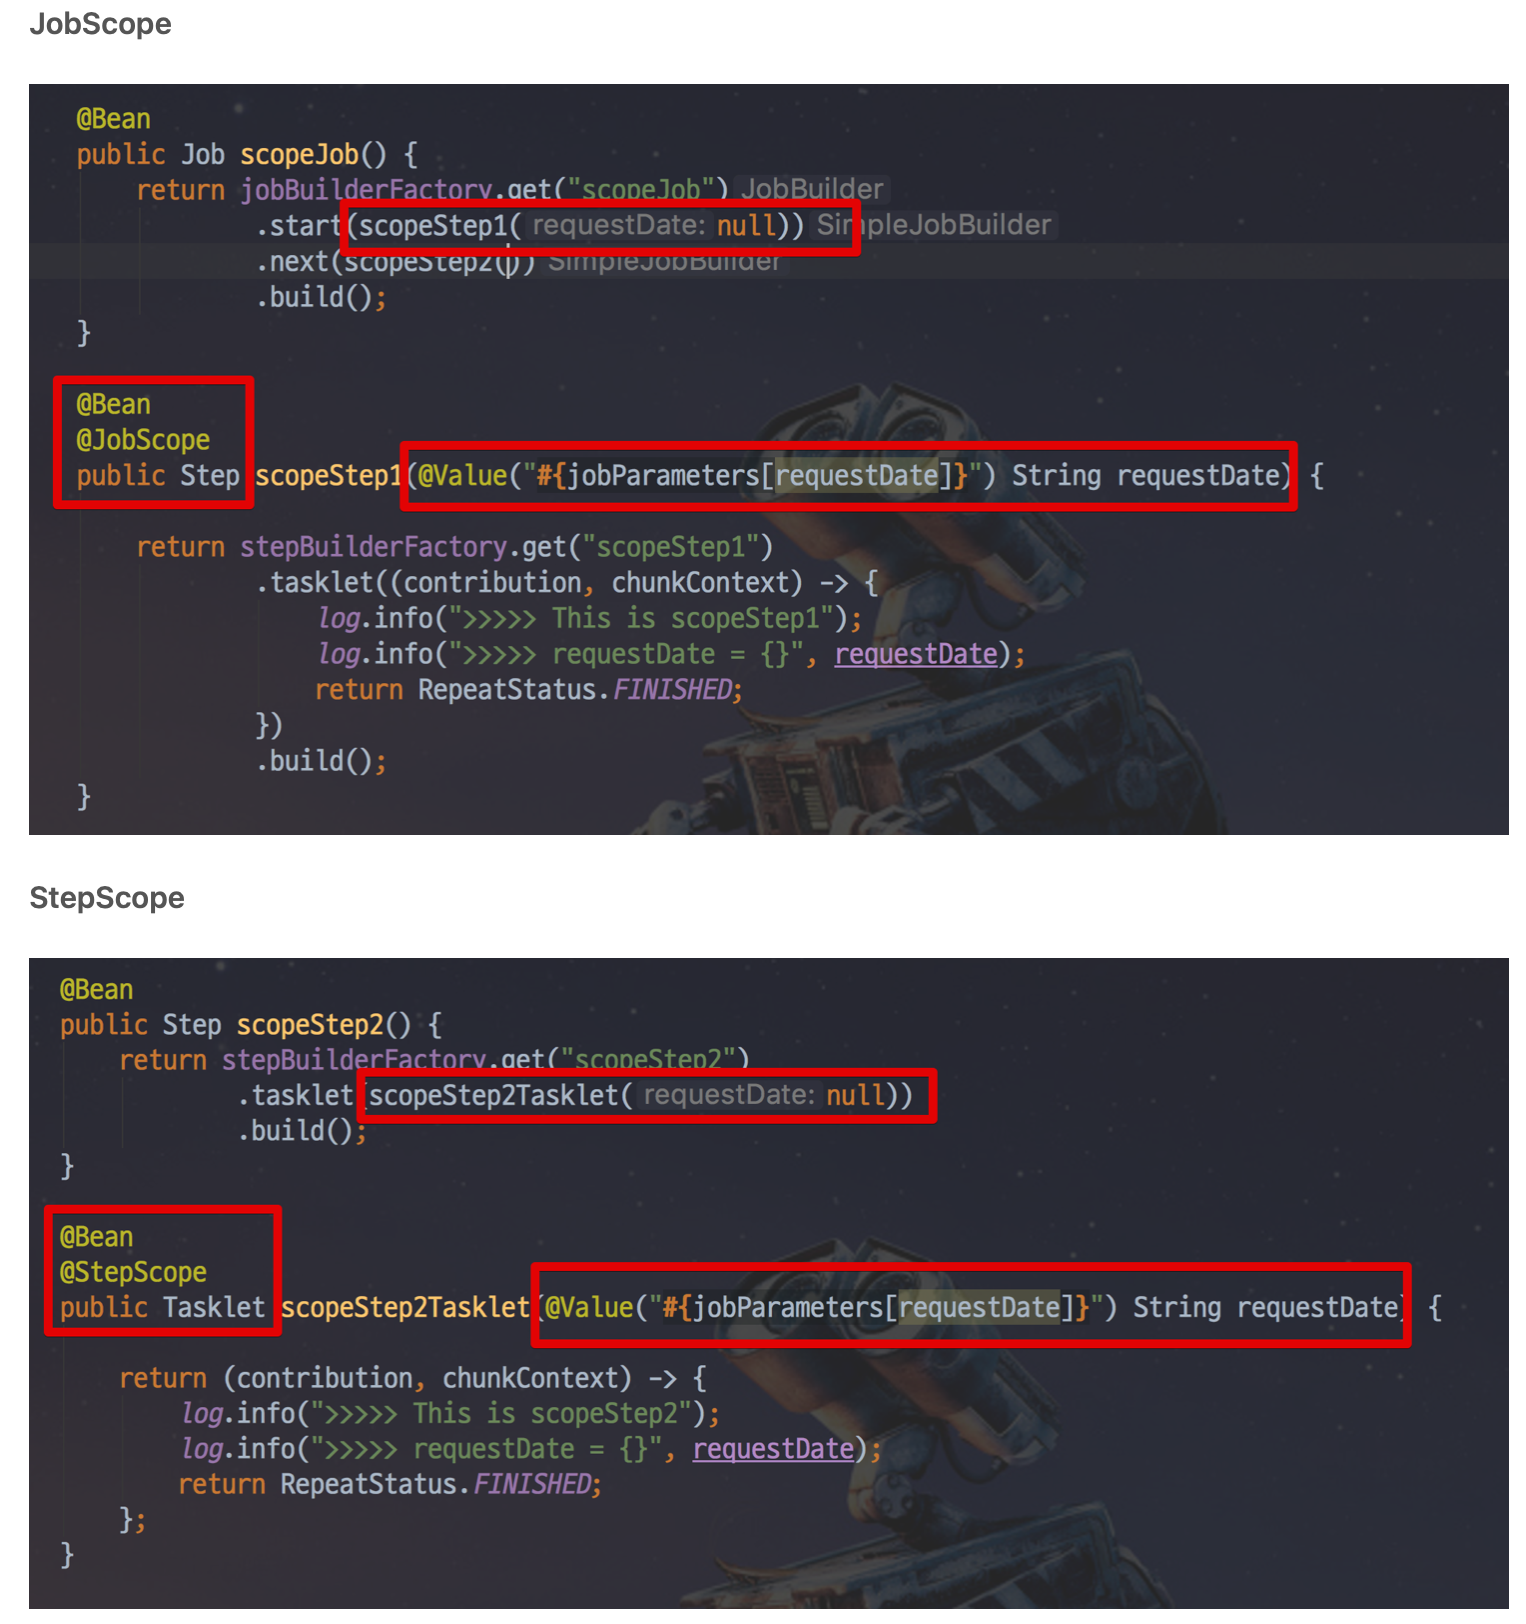 JobScope
@Bean
public Job scopeJob() {
return jobBuilderFactory.get("scopeJob") JobBuilder
.start(scopeStep1( requestDate: null)) SimpleJobBuilder
.next(scopeStep2()) SimpleJobBuilder
.build();
}
@Bean
@JobScope
public Step scopeStep1(@Value("#{jobParameters[requestDate]}") String requestDate) {
return stepBuilderFactory.get("scopeStep1")
.tasklet((contribution, chunkContext) -> {
log.info(">>>>> This is scopeStep1");
log.info(">>>>> requestDate = {}", requestDate);
return RepeatStatus.FINISHED;
})
.build();
}
StepScope
@Bean
public Step scopeStep2() {
return stepBuilderFactory.get("scopeStep2")
.tasklet(scopeStep2Tasklet( requestDate: null))
.build();
}
@Bean
@StepScope
public Tasklet scopeStep2Tasklet(@Value("#{jobParameters[requestDate]}") String requestDate) {
return (contribution, chunkContext) -> {
log.info(">>>>> This is scopeStep2");
log.info(">>>>> requestDate = {}", requestDate);
return RepeatStatus.FINISHED;
};
}